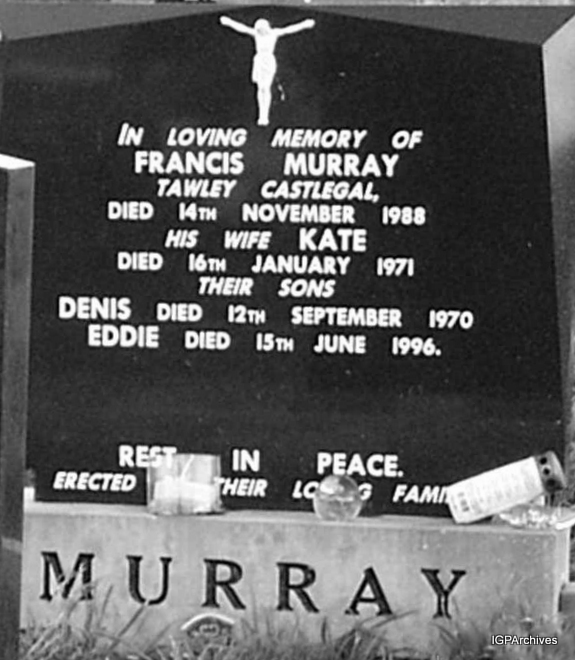 IN LOVING MEMORY OF
FRANCIS MURRAY
TAWLEY CASTLEGAL,
DIED 14TH NOVEMBER 1988
HIS WIFE KATE
DIED 16TH JANUARY 1971
THEIR SONS
DENIS DIED 12TH SEPTEMBER 1970
EDDIE DIED 15TH JUNE 1996.
REST IN PEACE.
ERECTED THEIR
MURRAY
IGPArchives